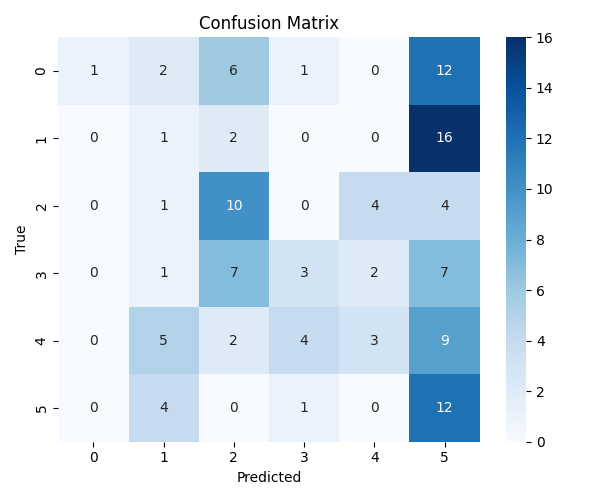 Confusion Matrix
0 1 2 6 1 0 12
1 0 1 2 0 0 16
2 0 1 10 0 4 4
3 0 1 7 3 2 7
4 0 5 2 4 3 9
5 0 4 0 1 0 12
0 1 2 3 4 5
Predicted
True
16
14
12
10
8
6
4
2
0